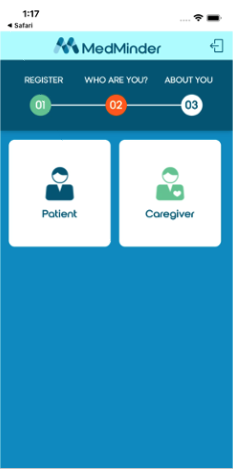 1:17
◀ Safari
MedMinder
REGISTER WHO ARE YOU? ABOUT YOU
01 02 03
Patient Caregiver